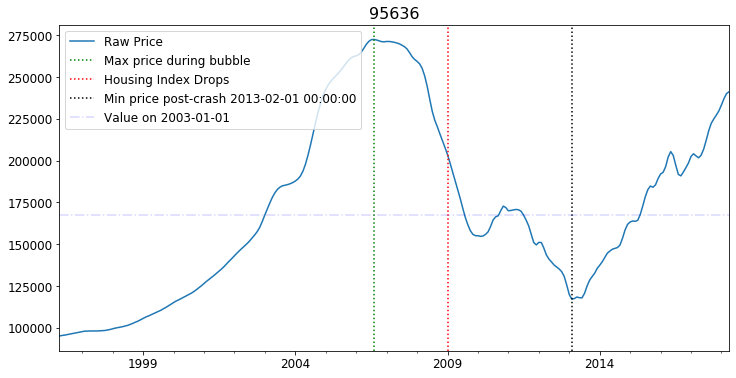 95636
Raw Price
Max price during bubble
Housing Index Drops
Min price post-crash 2013-02-01 00:00:00
Value on 2003-01-01
275000
250000
225000
200000
175000
150000
125000
100000
1999 2004 2009 2014